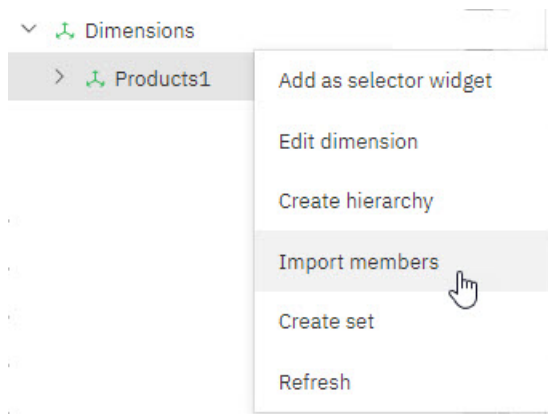 Dimensions
Products1
Add as selector widget
Edit dimension
Create hierarchy
Import members
Create set
Refresh